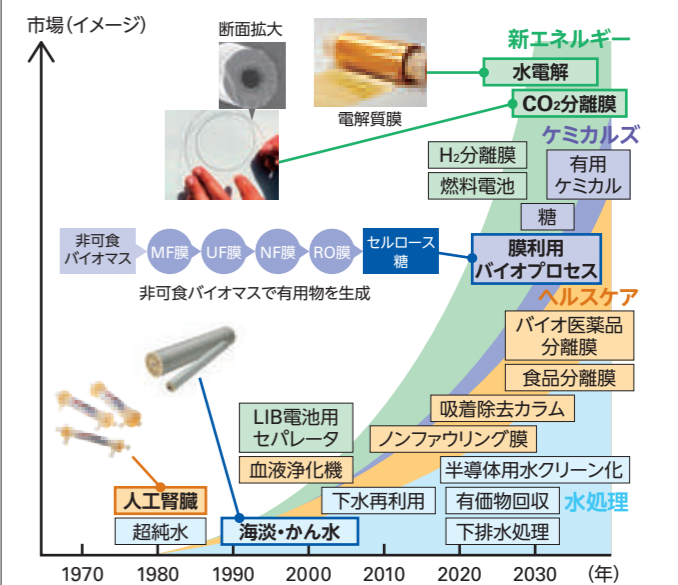 市場（イメージ）
断面拡大
電解質膜
新エネルギー
水電解
CO₂分離膜
ケミカルズ
H₂分離膜
燃料電池
有用
ケミカル
糖
非可食
バイオマス
MF膜
UF膜
NF膜
RO膜
セルロース
糖
膜利用
バイオプロセス
非可食バイオマスで有用物を生成
ヘルスケア
バイオ医薬品
分離膜
食品分離膜
吸着除去カラム
LIB電池用
セパレータ
ノンファウリング膜
血液浄化機
半導体用水クリーン化
人工腎臓
下水再利用
有価物回収
水処理
超純水
海淡・かん水
下排水処理
1970
1980
1990
2000
2010
2020
2030
（年）